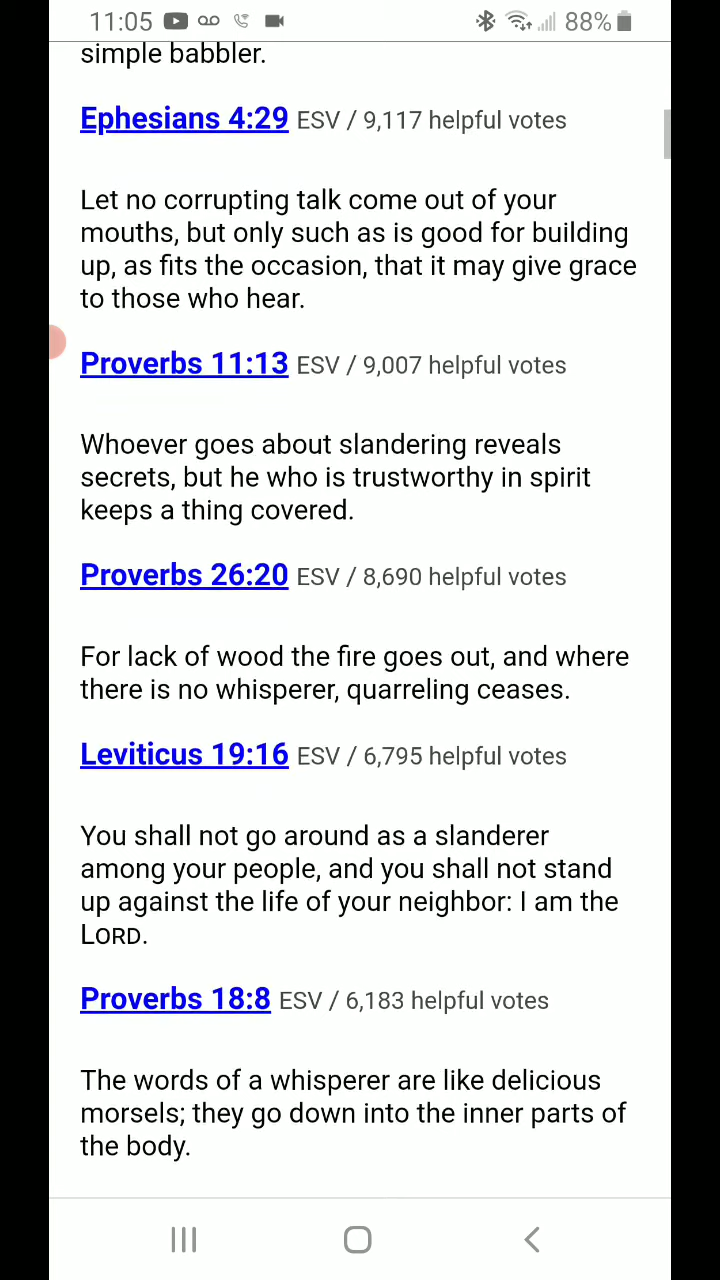 11:05 88%
simple babbler.
Ephesians 4:29 ESV / 9,117 helpful votes
Let no corrupting talk come out of your
mouths, but only such as is good for building
up, as fits the occasion, that it may give grace
to those who hear.
Proverbs 11:13 ESV / 9,007 helpful votes
Whoever goes about slandering reveals
secrets, but he who is trustworthy in spirit
keeps a thing covered.
Proverbs 26:20 ESV / 8,690 helpful votes
For lack of wood the fire goes out, and where
there is no whisperer, quarreling ceases.
Leviticus 19:16 ESV / 6,795 helpful votes
You shall not go around as a slanderer
among your people, and you shall not stand
up against the life of your neighbor: I am the
LORD.
Proverbs 18:8 ESV / 6,183 helpful votes
The words of a whisperer are like delicious
morsels; they go down into the inner parts of
the body.